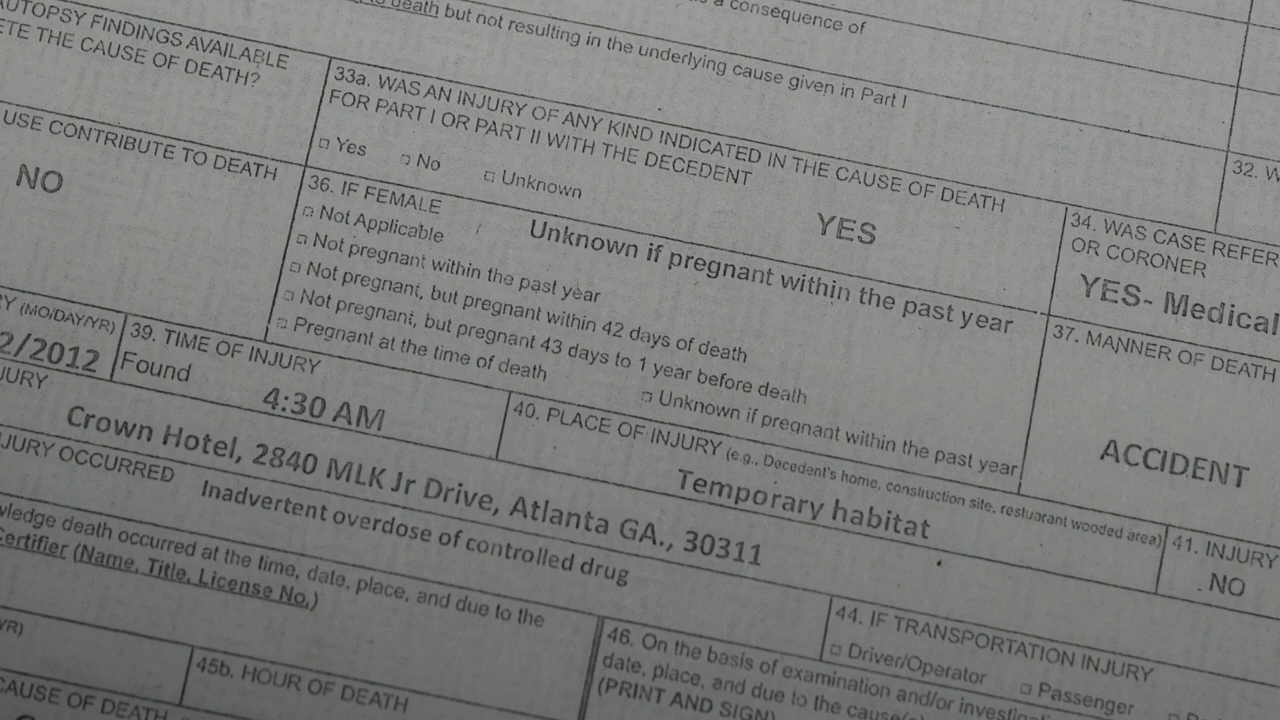 to death but not resulting in the underlying cause given in Part I
a consequence of
AUTOPSY FINDINGS AVAILABLE
ETE THE CAUSE OF DEATH?
33a. WAS AN INJURY OF ANY KIND INDICATED IN THE CAUSE OF DEATH
FOR PART I OR PART II WITH THE DECEDENT
□ Yes □ No □ Unknown
YES
32. W
34. WAS CASE REFER
OR CORONER
YES- Medical
USE CONTRIBUTE TO DEATH
NO
36. IF FEMALE
Unknown if pregnant within the past year
□ Not Applicable
□ Not pregnant within the past year
□ Not pregnant, but pregnant within 42 days of death
□ Not pregnant, but pregnant 43 days to 1 year before death
□ Pregnant at the time of death
□ Unknown if pregnant within the past year
37. MANNER OF DEATH
ACCIDENT
RY (MO/DAY/YR)
2/2012
39. TIME OF INJURY
Found
4:30 AM
40. PLACE OF INJURY (e.g., Decedent's home, construction site, restuarant wooded area)
Temporary habitat
41. INJURY
NO
JURY
Crown Hotel, 2840 MLK Jr Drive, Atlanta GA., 30311
NJURY OCCURRED
Inadvertent overdose of controlled drug
44. IF TRANSPORTATION INJURY
□ Driver/Operator
□ Passenger
wledge death occurred at the time, date, place, and due to the
Certifier (Name, Title, License No.)
YR)
45b. HOUR OF DEATH
46. On the basis of examination and/or investig
date, place, and due to the cause(s)
(PRINT AND SIGN)
CAUSE OF DEATH